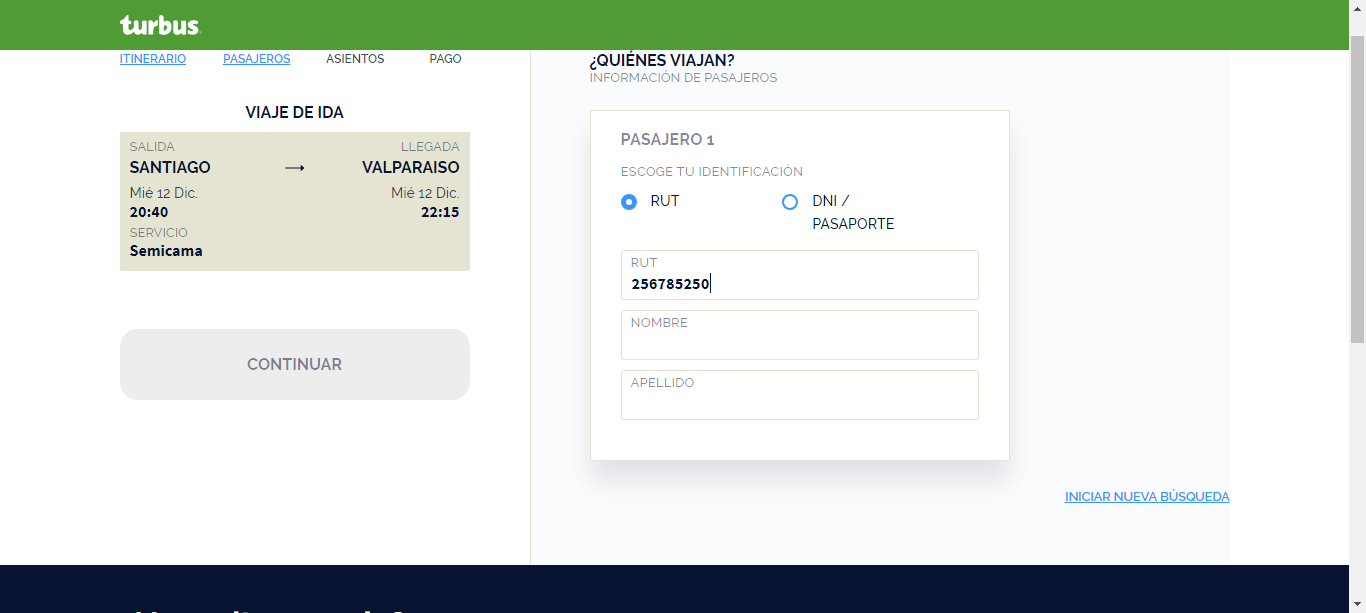 turbus
ITINERARIO
PASAJEROS
ASIENTOS
PAGO
VIAJE DE IDA
SALIDA
LLEGADA
SANTIAGO → VALPARAISO
Mié 12 Dic.
Mié 12 Dic.
20:40
22:15
SERVICIO
Semicama
CONTINUAR
¿QUIÉNES VIAJAN?
INFORMACIÓN DE PASAJEROS
PASAJERO 1
ESCOGE TU IDENTIFICACIÓN
RUT
DNI /
PASAPORTE
RUT
256785250
NOMBRE
APELLIDO
INICIAR NUEVA BÚSQUEDA